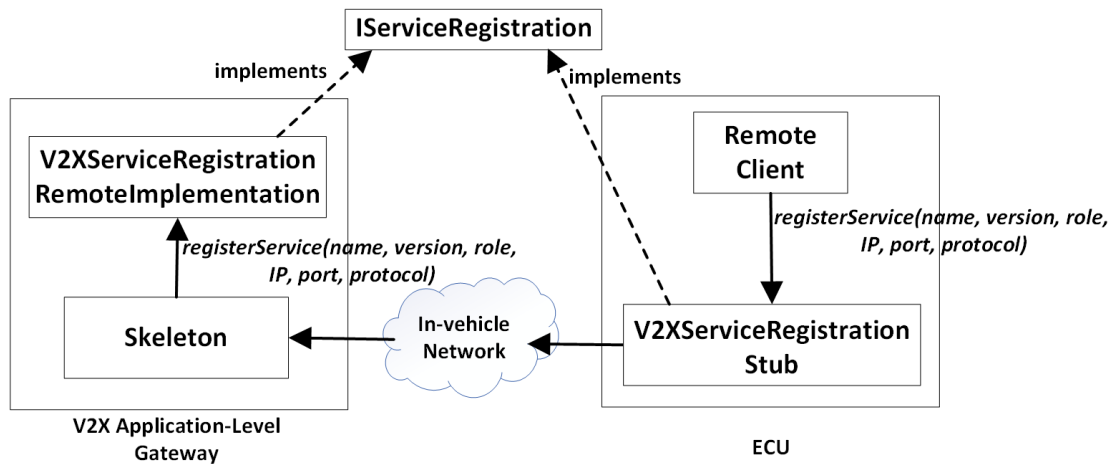 IServiceRegistration
implements
implements
V2XServiceRegistration
RemoteImplementation
Remote
Client
registerService(name, version, role,
IP, port, protocol)
registerService(name, version, role,
IP, port, protocol)
Skeleton
In-vehicle
Network
V2XServiceRegistration
Stub
V2X Application-Level
Gateway
ECU